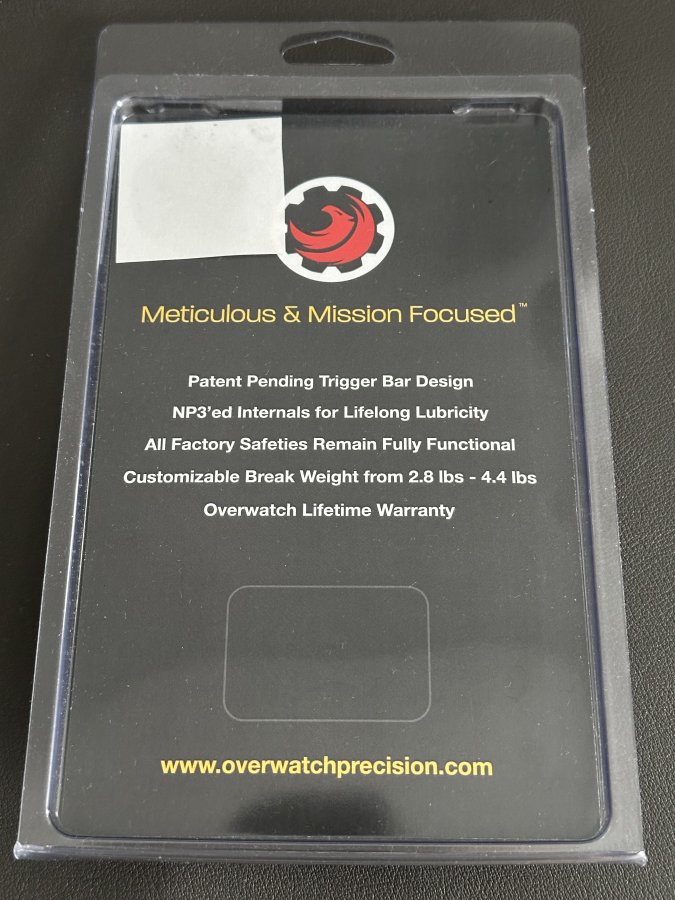 Meticulous & Mission Focused™
Patent Pending Trigger Bar Design
NP3'ed Internals for Lifelong Lubricity
All Factory Safeties Remain Fully Functional
Customizable Break Weight from 2.8 lbs - 4.4 lbs
Overwatch Lifetime Warranty
www.overwatchprecision.com